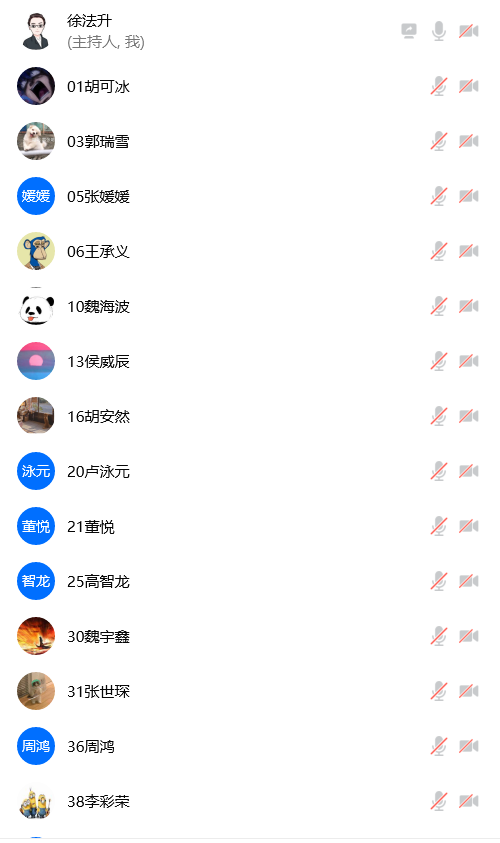 徐法升
(主持人, 我)
01胡可冰
03郭瑞雪
媛媛
05张媛媛
06王承义
10魏海波
13侯威辰
16胡安然
泳元
20卢泳元
董悦
21董悦
智龙
25高智龙
30魏宇鑫
31张世琛
周鸿
36周鸿
38李彩荣